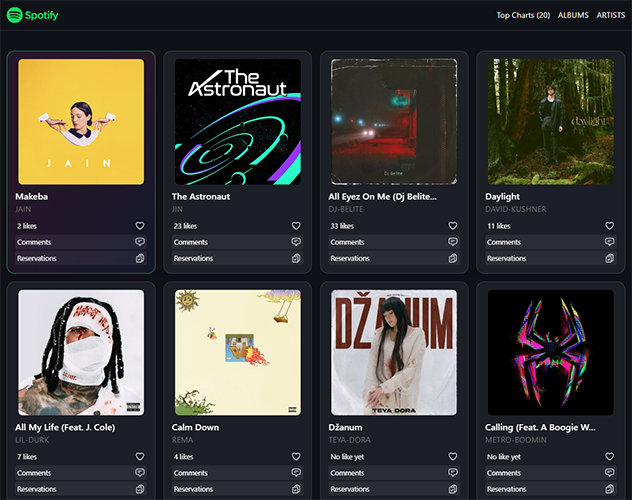 Spotify
Top Charts (20) ALBUMS ARTISTS
JAIN
The
Astronaut
Dj Belite
daylight
Makeba
The Astronaut
All Eyez On Me (Dj Belite...
Daylight
JAIN
JIN
DJ-BELITE
DAVID-KUSHNER
2 likes
23 likes
33 likes
11 likes
Comments
Comments
Comments
Comments
Reservations
Reservations
Reservations
Reservations
DŽANUM
TEYA DORA
All My Life (Feat. J. Cole)
Calm Down
Džanum
Calling (Feat. A Boogie W...
LIL-DURK
REMA
TEYA-DORA
METRO-BOOMIN
7 likes
4 likes
No like yet
No like yet
Comments
Comments
Comments
Comments
Reservations
Reservations
Reservations
Reservations